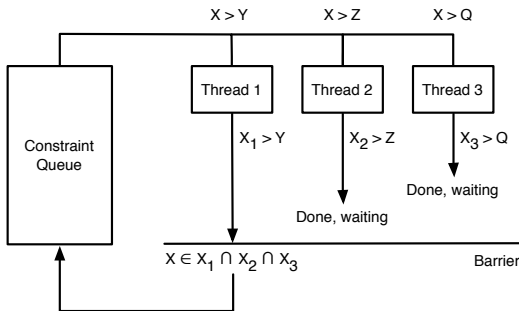 X > Y
X > Z
X > Q
Constraint
Queue
Thread 1
Thread 2
Thread 3
X₁ > Y
X₂ > Z
X₃ > Q
Done, waiting
Done, waiting
X ∈ X₁ ∩ X₂ ∩ X₃
Barrier